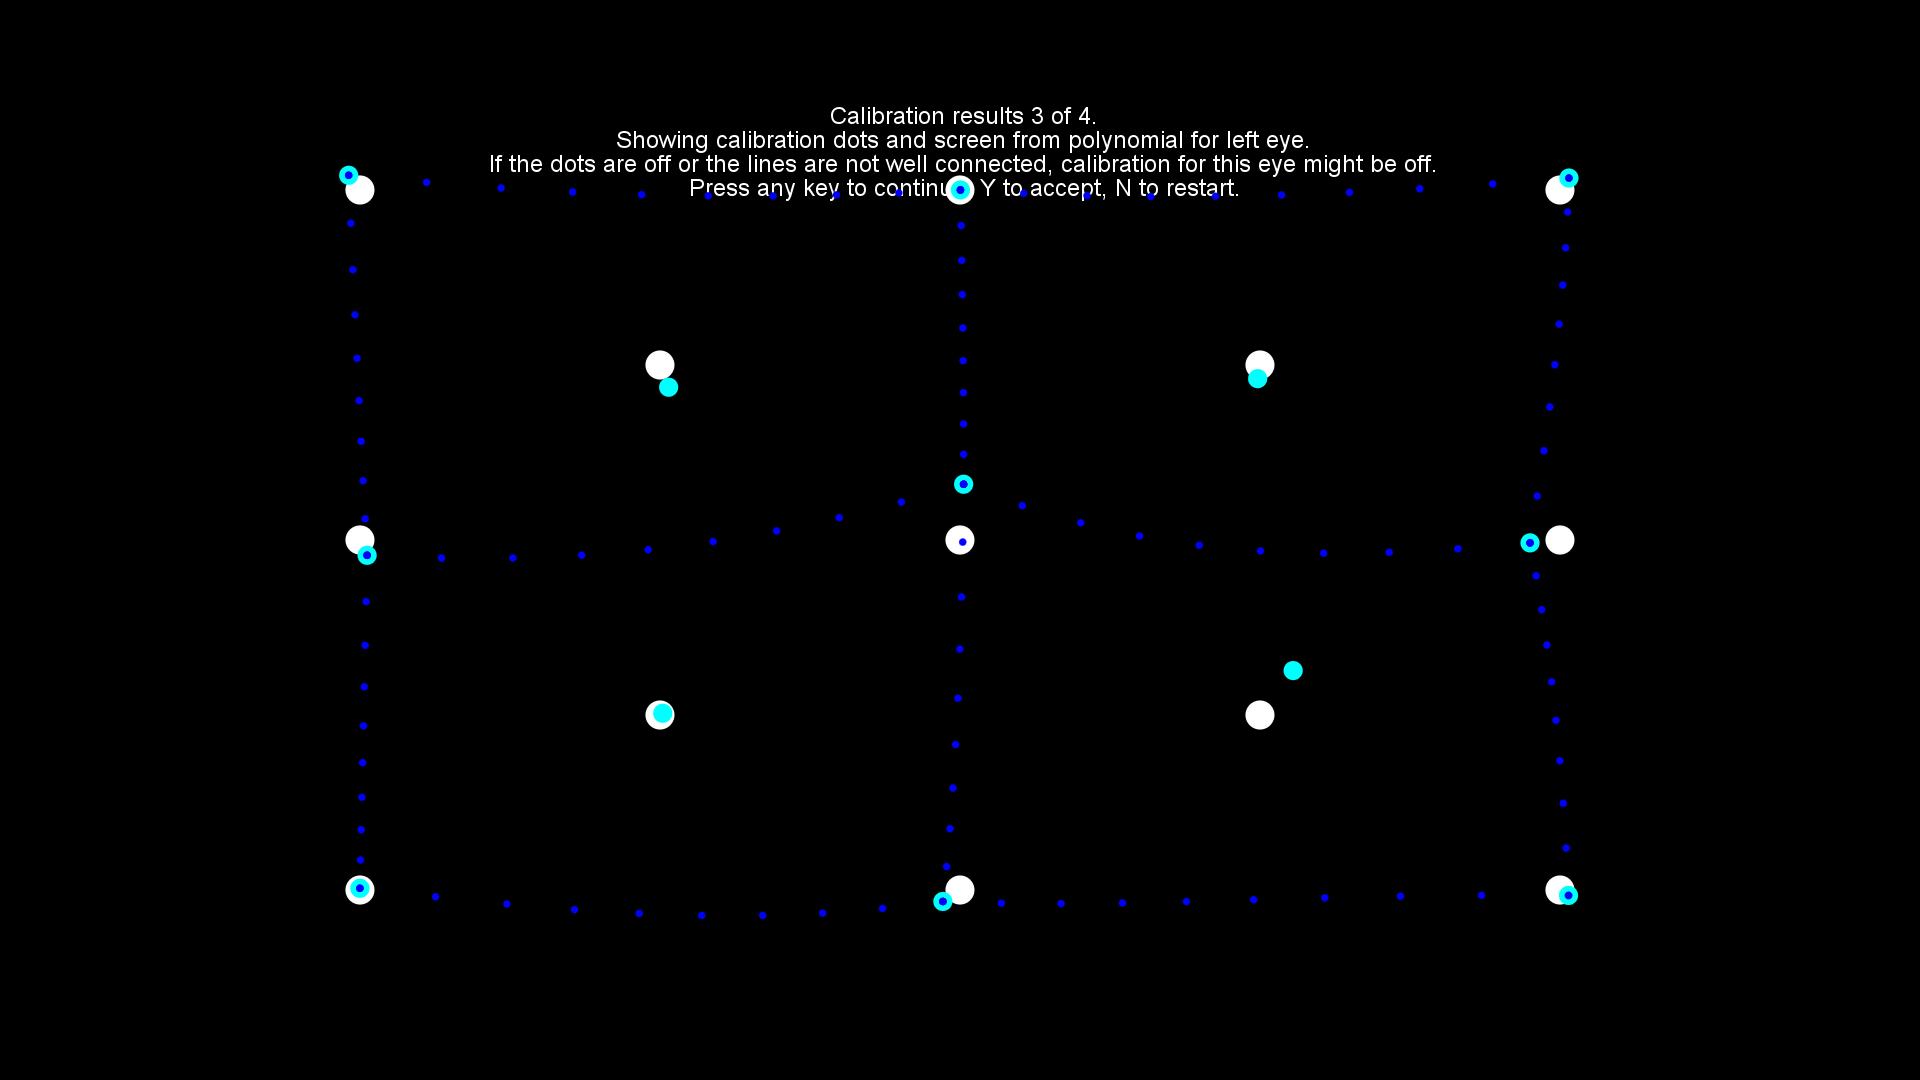 Calibration results 3 of 4.
Showing calibration dots and screen from polynomial for left eye.
If the dots are off or the lines are not well connected, calibration for this eye might be off.
Press any key to continu Y to accept, N to restart.